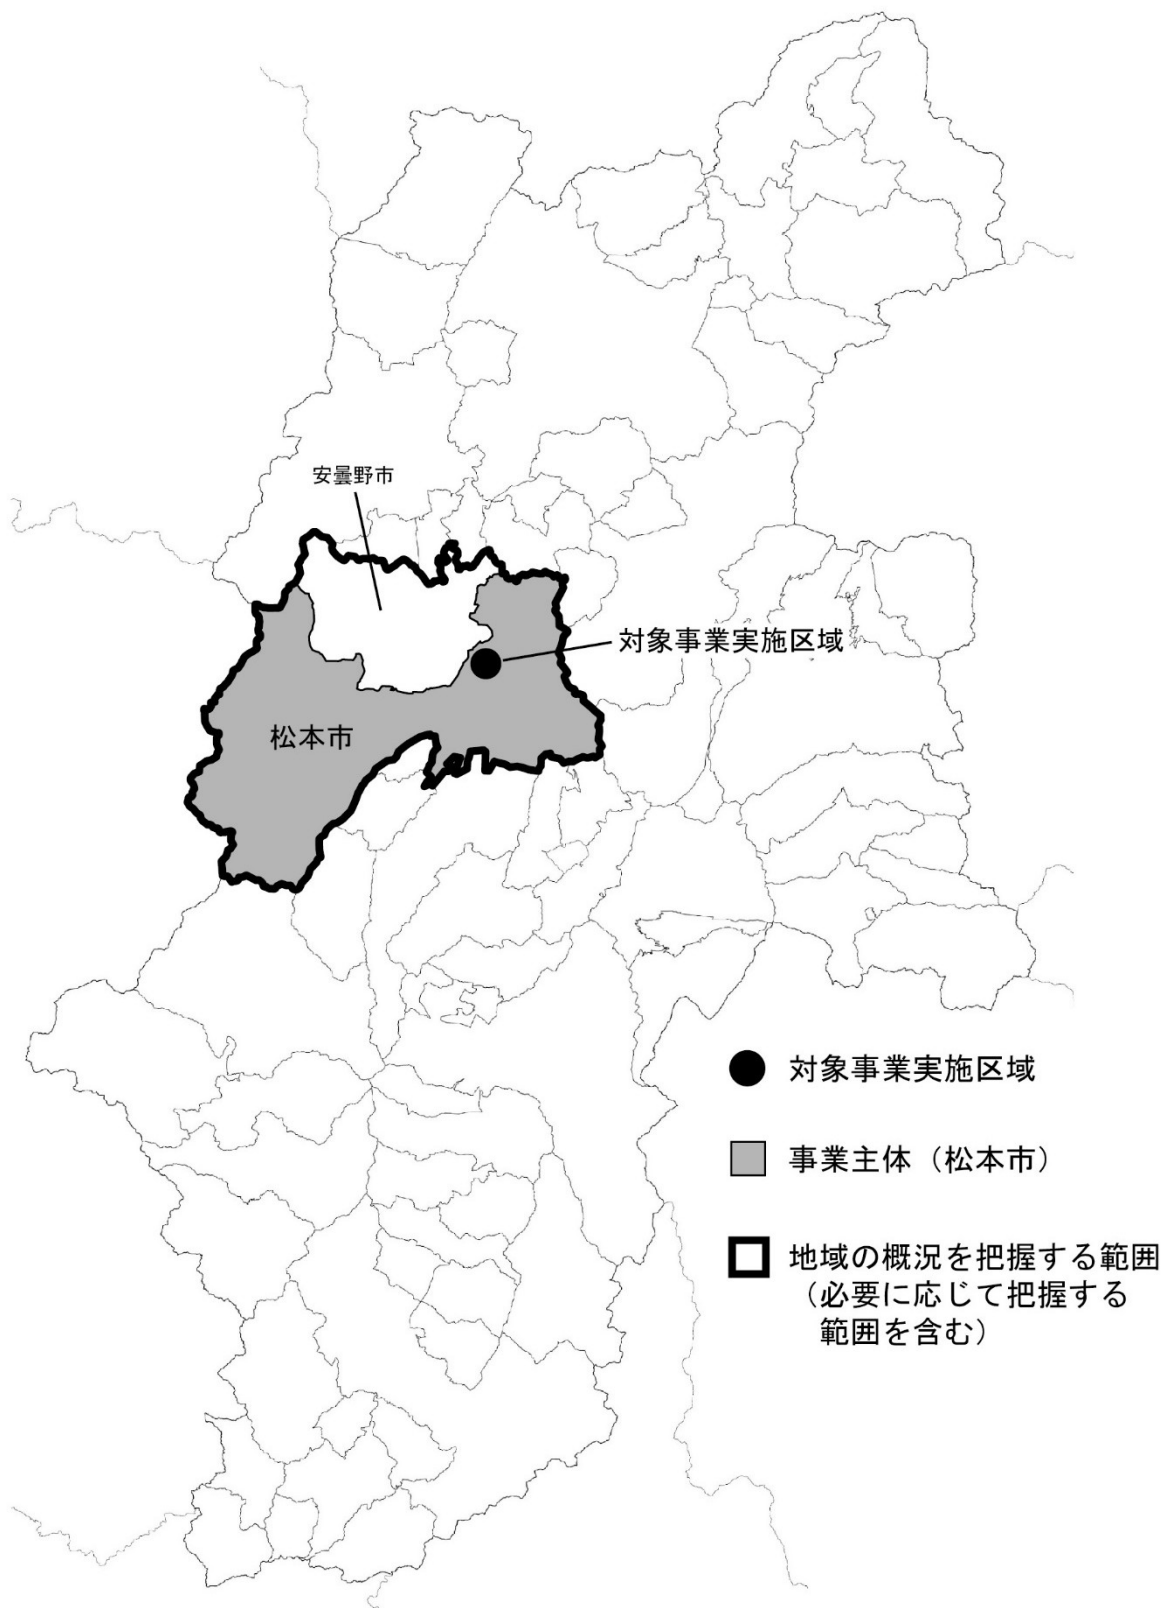 安曇野市
対象事業実施区域
松本市
対象事業実施区域
事業主体（松本市）
地域の概況を把握する範囲
（必要に応じて把握する
範囲を含む）